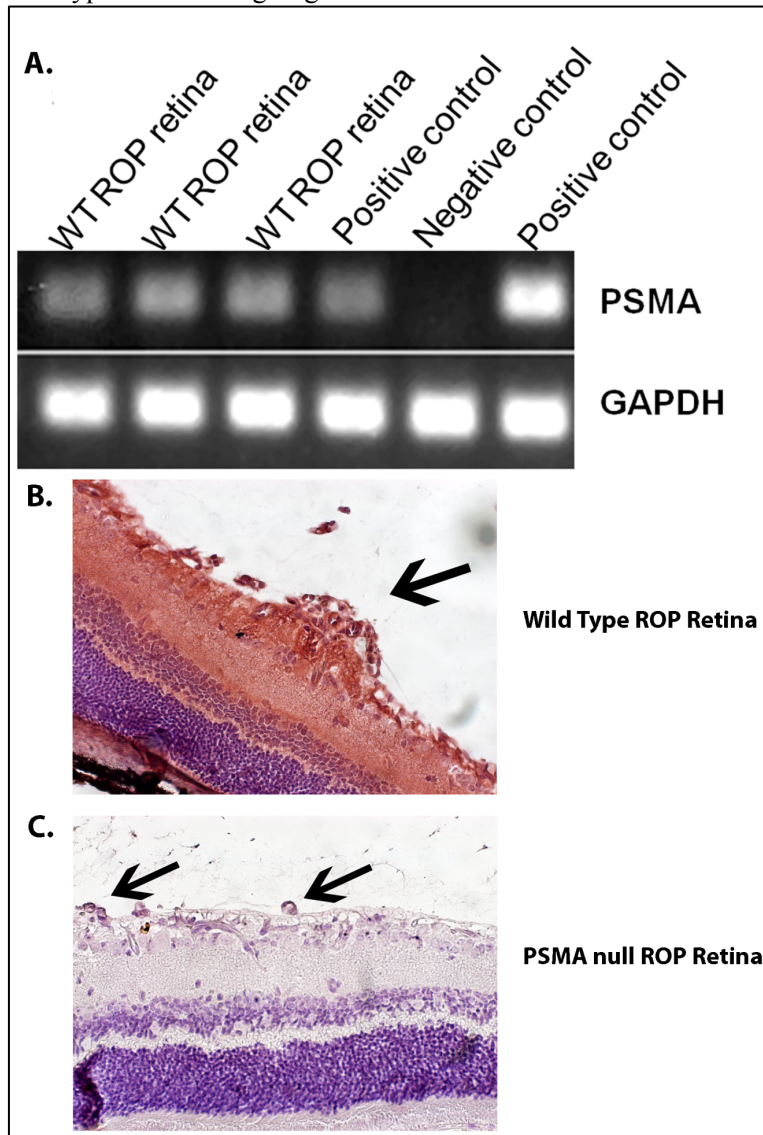 A.
WT ROP retina
WT ROP retina
WT ROP retina
Positive control
Negative control
Positive control
PSMA
GAPDH
B.
Wild Type ROP Retina
C.
PSMA null ROP Retina